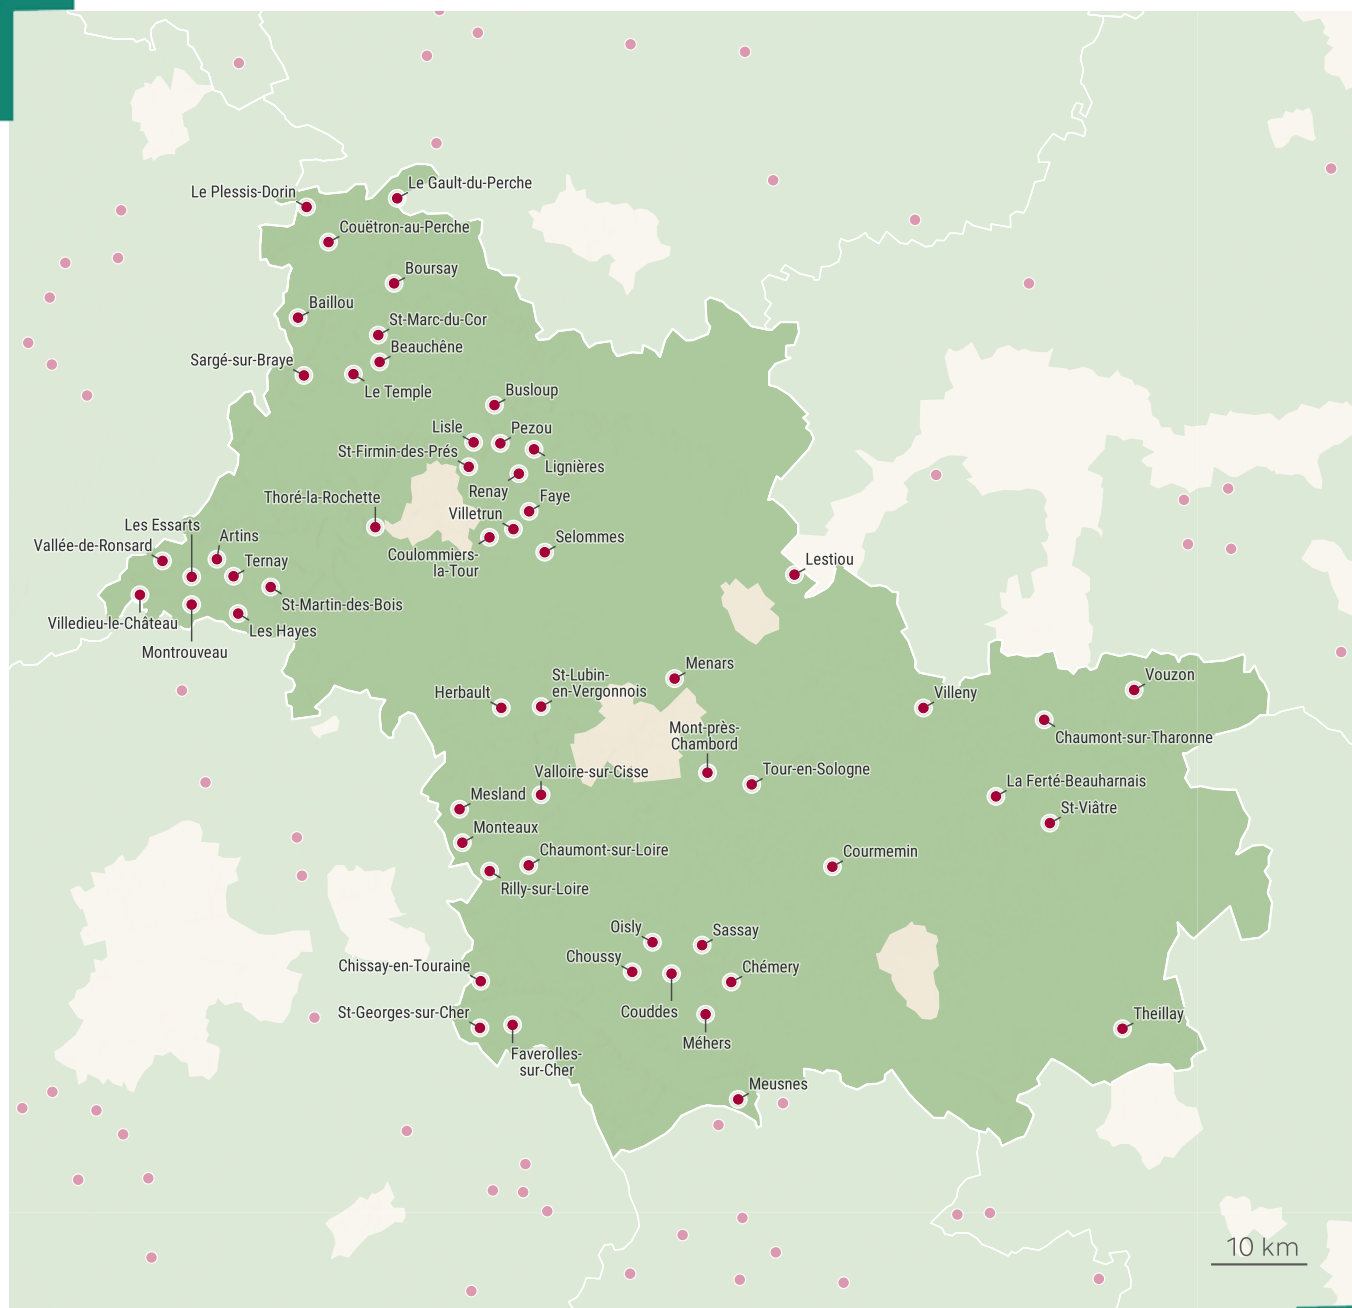 Le Gault-du-Perche
Le Plessis-Dorin
Couëtron-au-Perche
Boursay
Baillou
St-Marc-du-Cor
Beauchêne
Sargé-sur-Braye
Le Temple
Busloup
Lisle
Pezou
St-Firmin-des-Prés
Lignières
Renay
Thoré-la-Rochette
Faye
Villetrun
Les Essarts
Artins
Selommes
Vallée-de-Ronsard
Coulommiers-
la-Tour
Ternay
Lestiou
St-Martin-des-Bois
Villedieu-le-Château
Les Hayes
Montrouveau
Menars
St-Lubin-
en-Vergonnois
Herbault
Villeny
Vouzon
Mont-près-
Chambord
Chaumont-sur-Tharonne
Valloire-sur-Cisse
Tour-en-Sologne
La Ferté-Beauharnais
Mesland
St-Viâtre
Monteaux
Chaumont-sur-Loire
Courmemin
Rilly-sur-Loire
Oisly
Sassay
Choussy
Chissay-en-Touraine
Chémery
Couddes
St-Georges-sur-Cher
Theillay
Méhers
Faverolles-
sur-Cher
Meusnes
10 km